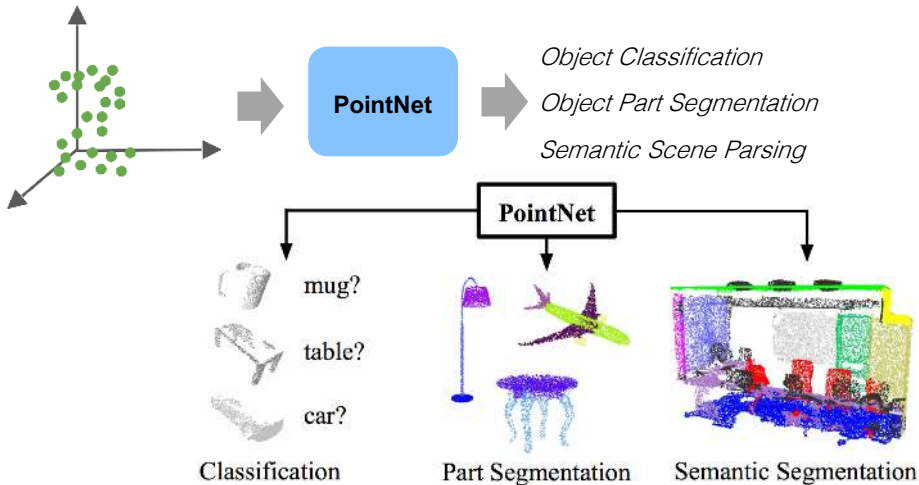 PointNet
Object Classification
Object Part Segmentation
Semantic Scene Parsing
PointNet
mug?
table?
car?
Classification
Part Segmentation
Semantic Segmentation